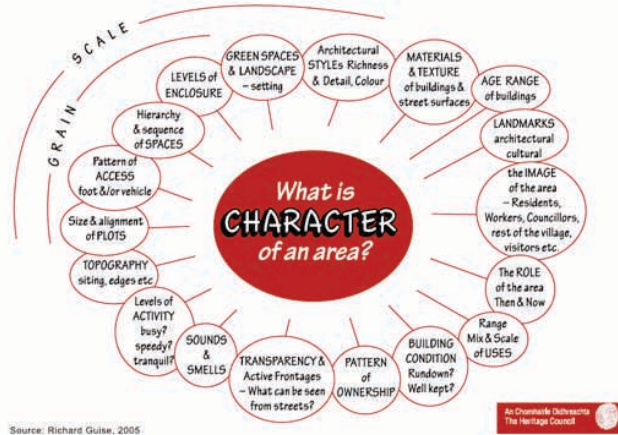 SCALE
GRAIN
What is
CHARACTER
of an area?
GREEN SPACES
& LANDSCAPE
– setting
Architectural
STYLEs Richness
& Detail, Colour
MATERIALS
& TEXTURE
of buildings &
street surfaces
AGE RANGE
of buildings
LANDMARKS
architectural
cultural
the IMAGE
of the area
– Residents,
Workers, Councillors,
rest of the village,
visitors etc.
The ROLE
of the area
Then & Now
Range
Mix & Scale
of USES
BUILDING
CONDITION
Rundown?
Well kept?
PATTERN
of
OWNERSHIP
TRANSPARENCY &
Active Frontages
– What can be seen
from streets?
SOUNDS
&
SMELLS
Levels of
ACTIVITY
busy?
speedy?
tranquil?
TOPOGRAPHY
siting, edges etc
Size & alignment
of PLOTS
Pattern of
ACCESS
foot &/or vehicle
Hierarchy
& sequence
of SPACES
LEVELS of
ENCLOSURE
Source: Richard Guise, 2005
An Chomhairle Oidhreachta
The Heritage Council